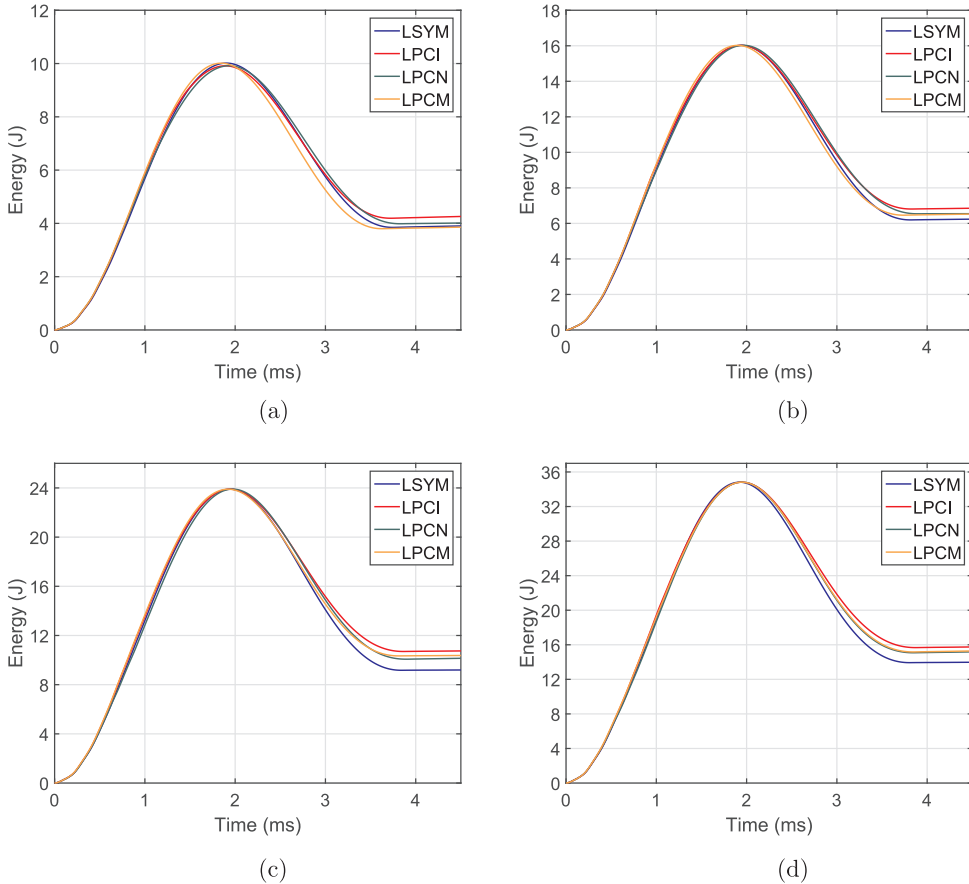 12
10
8
6
4
2
0
Energy (J)
0 1 2 3 4
Time (ms)
LSYM
LPCI
LPCN
LPCM
(a)
18
16
14
12
10
8
6
4
2
0
Energy (J)
0 1 2 3 4
Time (ms)
LSYM
LPCI
LPCN
LPCM
(b)
24
20
16
12
8
4
0
Energy (J)
0 1 2 3 4
Time (ms)
LSYM
LPCI
LPCN
LPCM
(c)
36
32
28
24
20
16
12
8
4
0
Energy (J)
0 1 2 3 4
Time (ms)
LSYM
LPCI
LPCN
LPCM
(d)